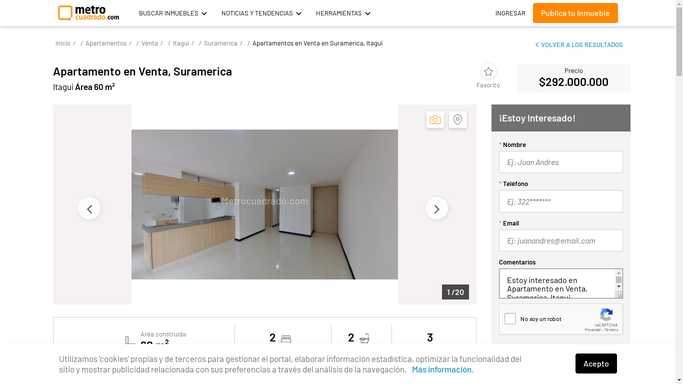 metro
cuadrado.com
BUSCAR INMUEBLES
NOTICIAS Y TENDENCIAS
HERRAMIENTAS
INGRESAR
Publica tu Inmueble
Inicio / / Apartamentos / / Venta / / Itagui / / Suramerica / / Apartamentos en Venta en Suramerica, Itagui
VOLVER A LOS RESULTADOS
Apartamento en Venta, Suramerica
Itagui Área 60 m²
Favorito
Precio
$292.000.000
Metrocuadrado.com
1 / 20
¡Estoy Interesado!
* Nombre
Ej: Juan Andres
* Teléfono
Ej: 322*******
* Email
Ej: juanandres@email.com
Comentarios
Estoy interesado en
Apartamento en Venta,
Suramerica, Itagui
No soy un robot
reCAPTCHA
Privacidad - Términos
Área construida
60 m²
2
2
3
Utilizamos 'cookies' propias y de terceros para gestionar el portal, elaborar información estadística, optimizar la funcionalidad del
sitio y mostrar publicidad relacionada con sus preferencias a través del análisis de la navegación. Más información.
Acepto